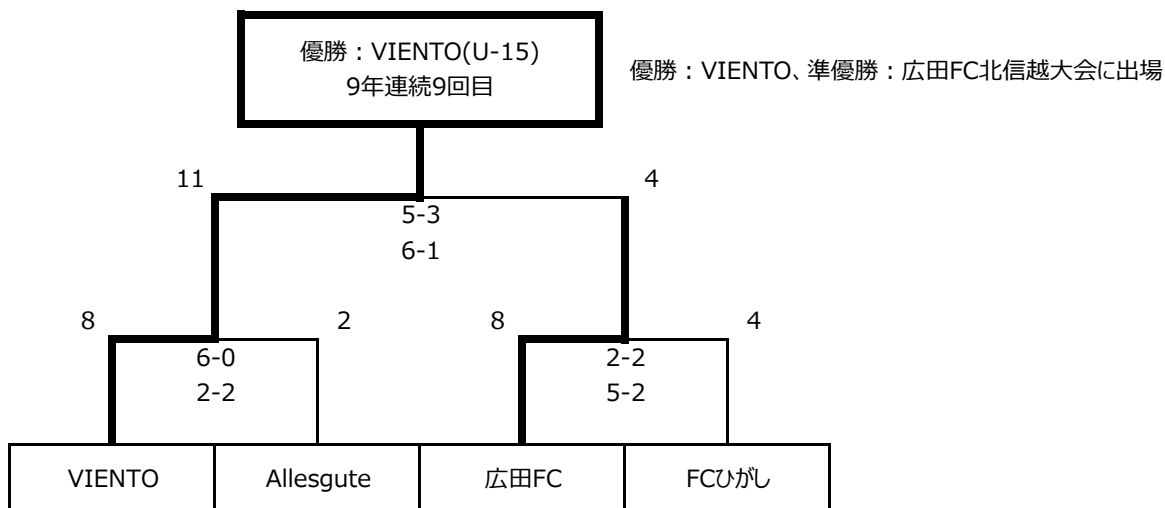 優勝：VIENTO(U-15)
9年連続9回目
優勝：VIENTO、準優勝：広田FC北信越大会に出場
11
4
5-3
6-1
8
2
8
4
6-0
2-2
2-2
5-2
VIENTO
Allesgute
広田FC
FCひがし